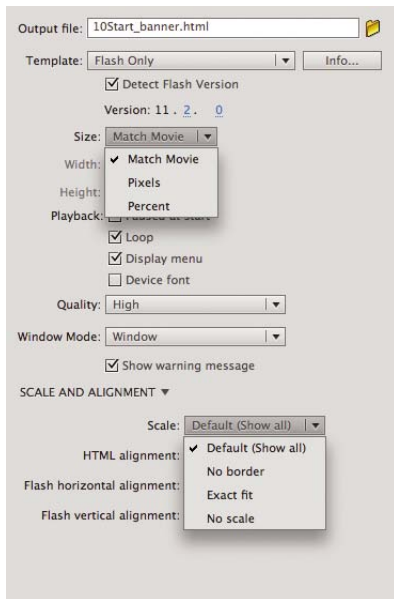 Output file: 10Start_banner.html
Template: Flash Only Info...
Detect Flash Version
Version: 11 . 2 . 0
Size: Match Movie
Match Movie
Width:
Pixels
Height:
Percent
Playback: Paused at start
Loop
Display menu
Device font
Quality: High
Window Mode: Window
Show warning message
SCALE AND ALIGNMENT
Scale: Default (Show all)
Default (Show all)
HTML alignment:
No border
Flash horizontal alignment:
Exact fit
Flash vertical alignment:
No scale